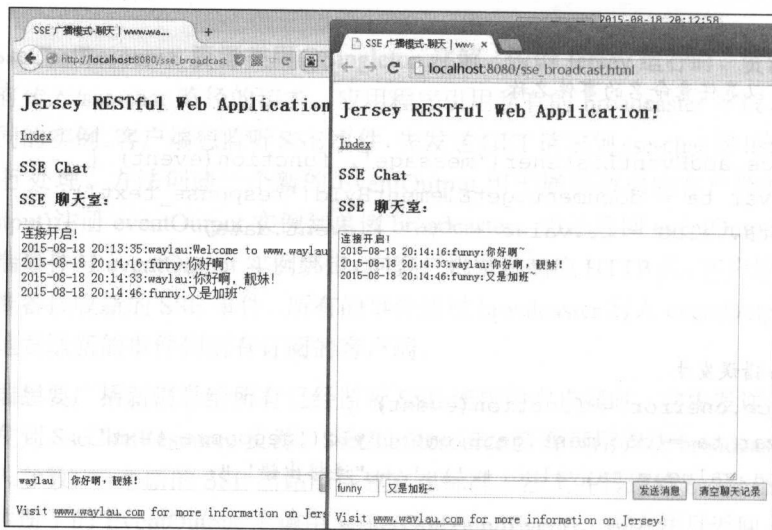 2015-08-18 20:12:58
SSE 广播模式-聊天 | www.wa...
http://localhost:8080/sse_broadcast
Jersey RESTful Web Application
Index
SSE Chat
SSE 聊天室:
连接开启!
2015-08-18 20:13:35:waylau:Welcome to www.waylau
2015-08-18 20:14:16:funny:你好啊~
2015-08-18 20:14:33:waylau:你好啊, 靓妹!
2015-08-18 20:14:46:funny:又是加班~
waylau 你好啊, 靓妹!
Visit www.waylau.com for more information on Jers
SSE 广播模式-聊天 | www
localhost:8080/sse_broadcast.html
Jersey RESTful Web Application!
Index
SSE Chat
SSE 聊天室:
连接开启!
2015-08-18 20:14:16:funny:你好啊~
2015-08-18 20:14:33:waylau:你好啊, 靓妹!
2015-08-18 20:14:46:funny:又是加班~
funny 又是加班~ 发送消息 清空聊天记录
Visit www.waylau.com for more information on Jersey!